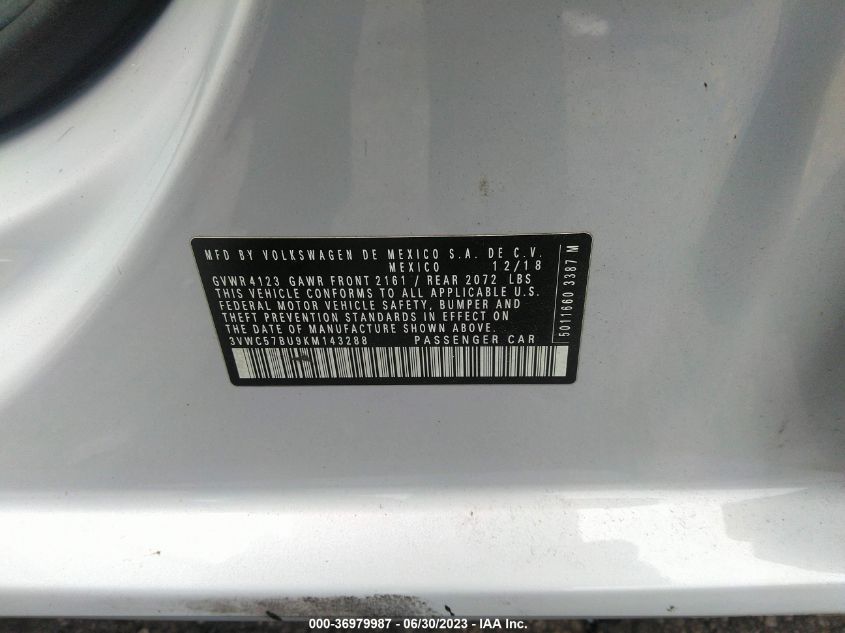 MFD BY VOLKSWAGEN DE MEXICO S.A. DE C.V.
MEXICO 12/18
GVWR 4123 GAWR FRONT 2161 / REAR 2072 LBS
THIS VEHICLE CONFORMS TO ALL APPLICABLE U.S.
FEDERAL MOTOR VEHICLE SAFETY, BUMPER AND
THEFT PREVENTION STANDARDS IN EFFECT ON
THE DATE OF MANUFACTURE SHOWN ABOVE.
3VWC57BU9KM143288 PASSENGER CAR
5011660 3387 M
000-36979987 - 06/30/2023 - IAA Inc.